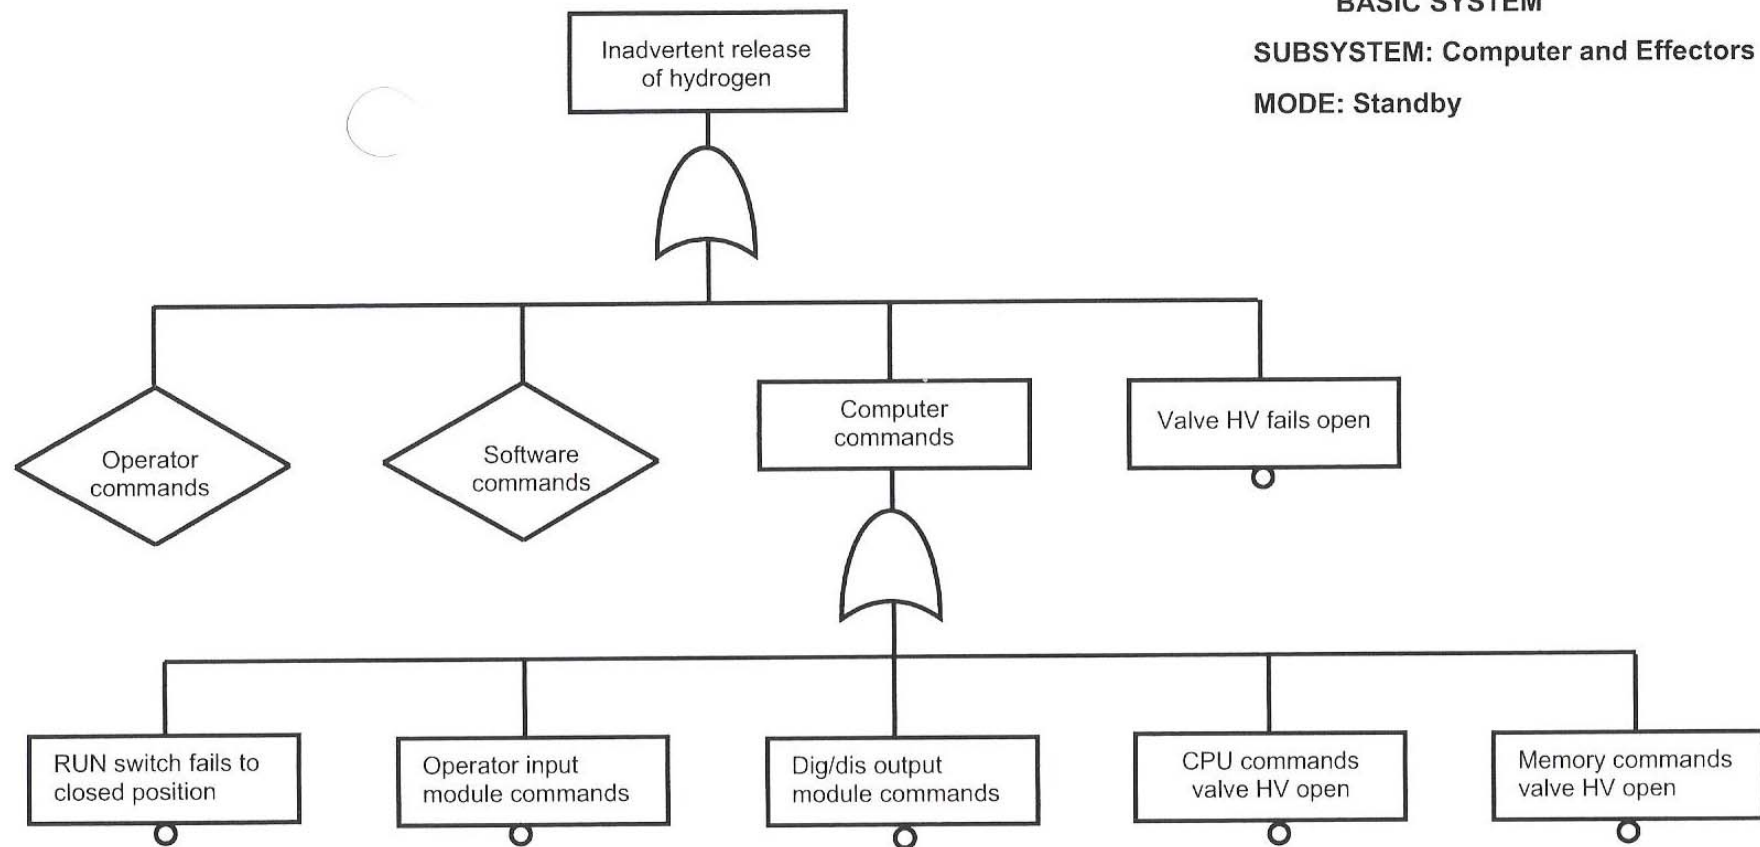 BASIC SYSTEM
SUBSYSTEM: Computer and Effectors
MODE: Standby
Inadvertent release
of hydrogen
Operator
commands
Software
commands
Computer
commands
Valve HV fails open
RUN switch fails to
closed position
Operator input
module commands
Dig/dis output
module commands
CPU commands
valve HV open
Memory commands
valve HV open